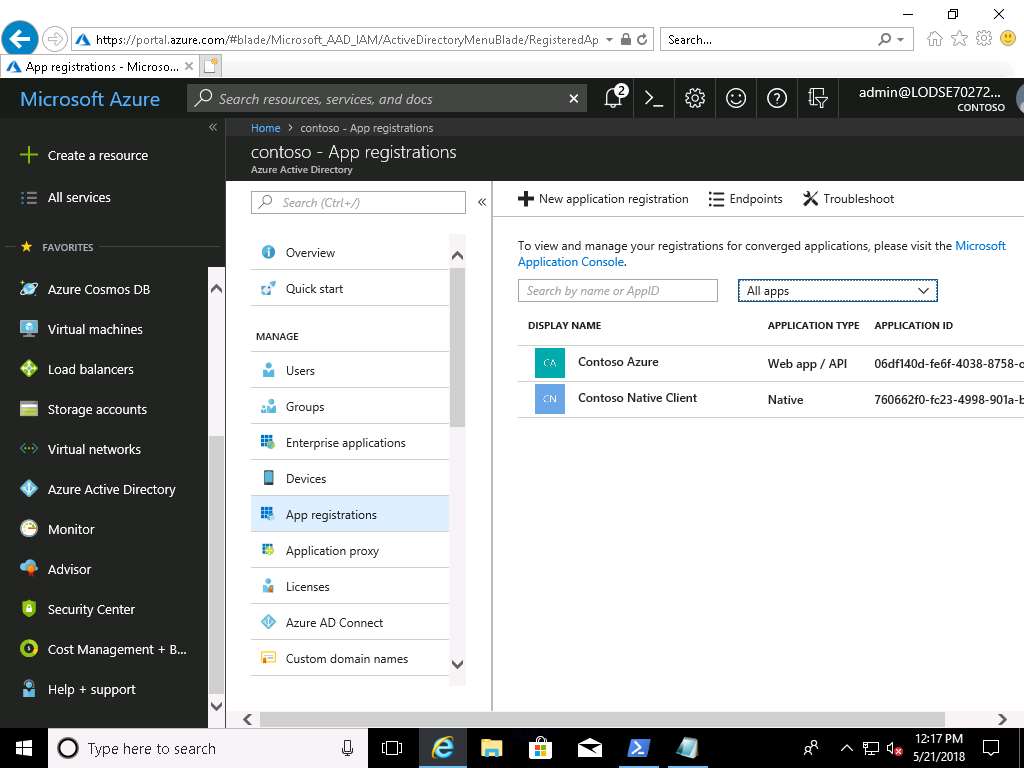 https://portal.azure.com/#blade/Microsoft_AAD_IAM/ActiveDirectoryMenuBlade/RegisteredAp
Search...
App registrations - Microso...
Microsoft Azure
Search resources, services, and docs
2
admin@LODSE70272...
CONTOSO
Create a resource
All services
FAVORITES
Azure Cosmos DB
Virtual machines
Load balancers
Storage accounts
Virtual networks
Azure Active Directory
Monitor
Advisor
Security Center
Cost Management + B...
Help + support
Home > contoso - App registrations
contoso - App registrations
Azure Active Directory
Search (Ctrl+/)
Overview
Quick start
MANAGE
Users
Groups
Enterprise applications
Devices
App registrations
Application proxy
Licenses
Azure AD Connect
Custom domain names
New application registration
Endpoints
Troubleshoot
To view and manage your registrations for converged applications, please visit the Microsoft
Application Console.
Search by name or AppID
All apps
DISPLAY NAME APPLICATION TYPE APPLICATION ID
CA Contoso Azure Web app / API 06df140d-fe6f-4038-8758-
CN Contoso Native Client Native 760662f0-fc23-4998-901a-b
Type here to search
12:17 PM
5/21/2018